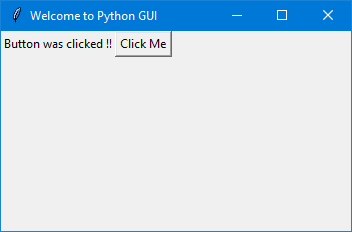 Welcome to Python GUI
Button was clicked !! Click Me